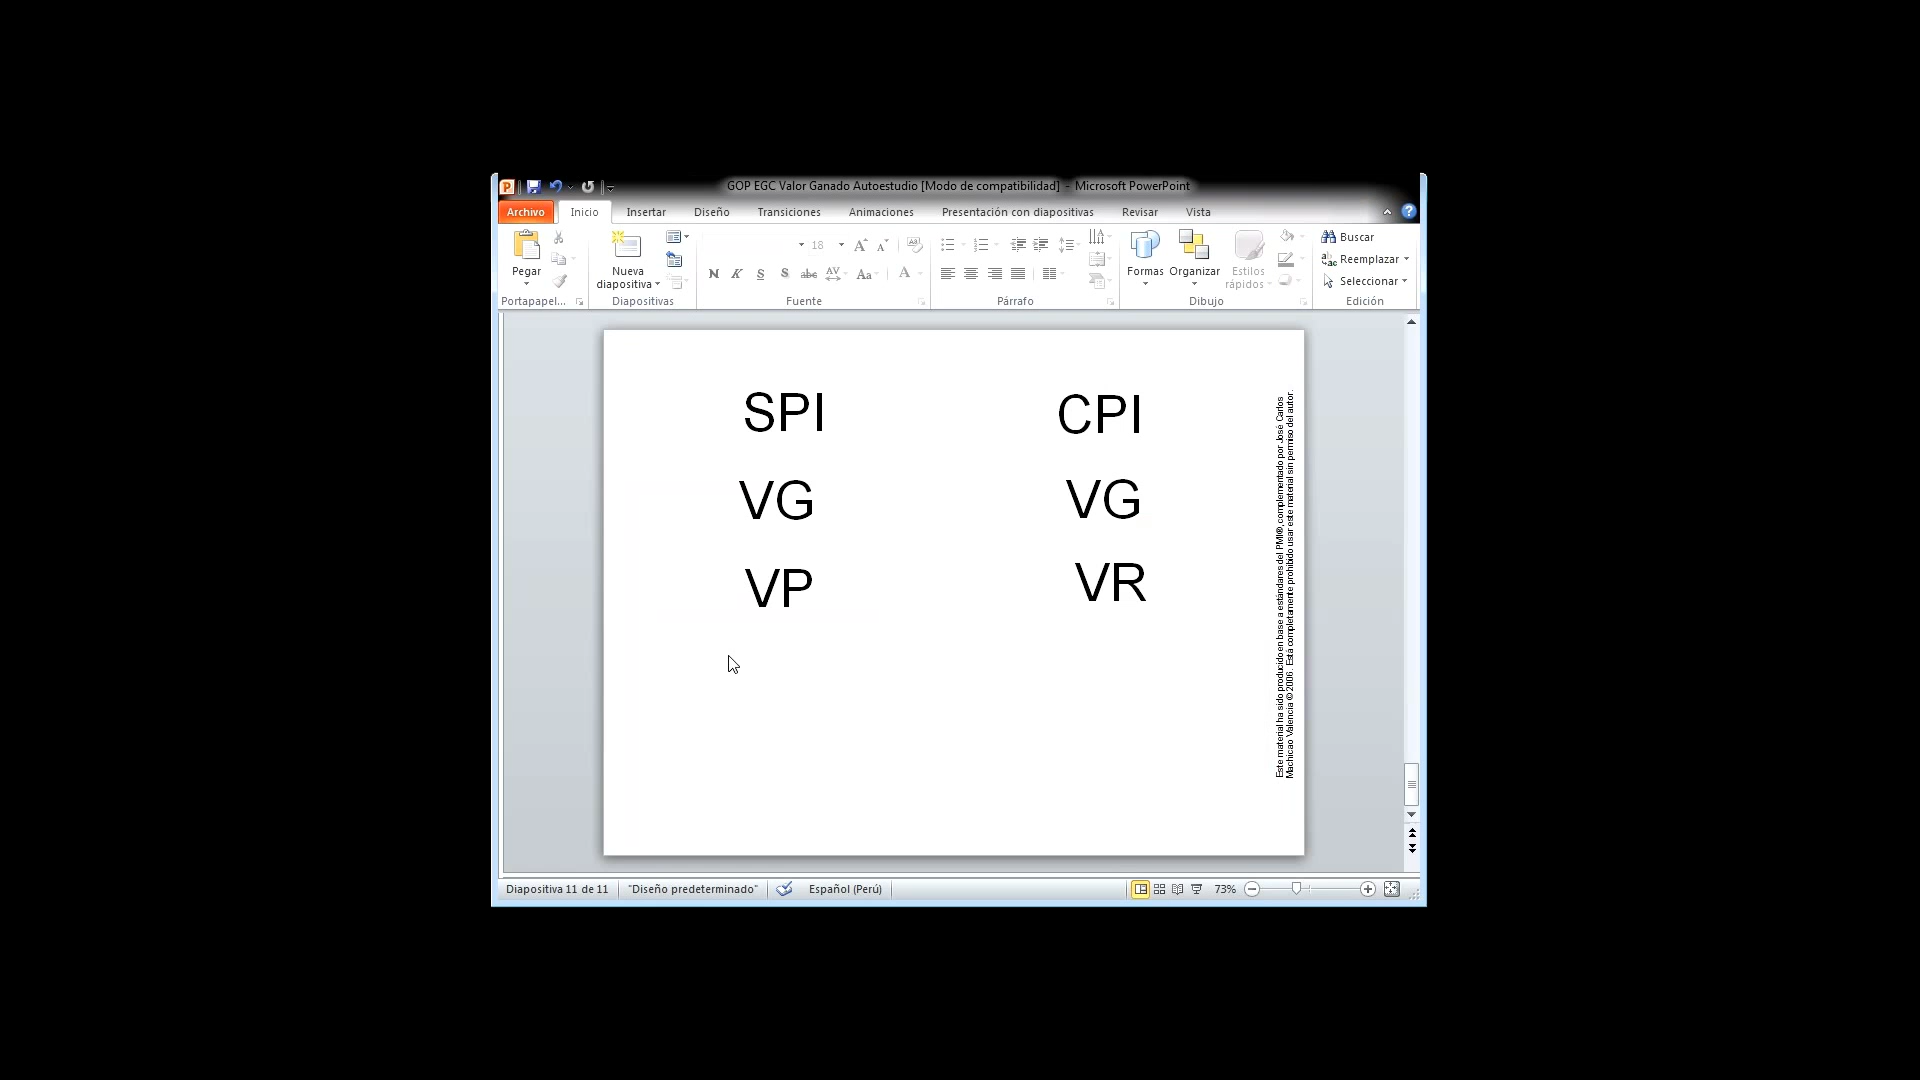 GOP EGC Valor Ganado Autoestudio [Modo de compatibilidad] - Microsoft PowerPoint
Archivo Inicio Insertar Diseño Transiciones Animaciones Presentación con diapositivas Revisar Vista
Pegar
Portapapel...
Nueva
diapositiva
Diapositivas
18
N K S S abc AV Aa A
Fuente
Párrafo
Formas Organizar Estilos
rápidos
Dibujo
Buscar
Reemplazar
Seleccionar
Edición
SPI
VG
VP
CPI
VG
VR
Este material ha sido producido en base a estándares del PMI®, complementado por José Carlos
Machicao Valencia © 2006. Está completamente prohibido usar este material sin permiso del autor.
Diapositiva 11 de 11 "Diseño predeterminado" Español (Perú) 73%